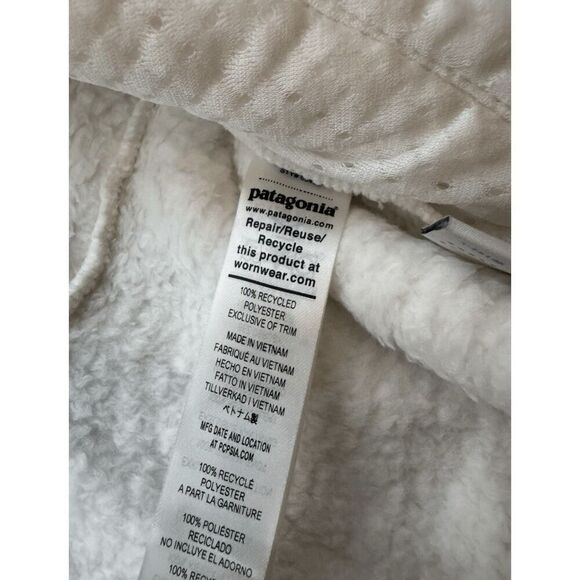 patagonia®
www.patagonia.com
Repair/Reuse/
Recycle
this product at
wornwear.com
100% RECYCLED
POLYESTER
EXCLUSIVE OF TRIM
MADE IN VIETNAM
FABRIQUÉ AU VIETNAM
HECHO EN VIETNAM
FATTO IN VIETNAM
TILLVERKAD I VIETNAM
ベトナム製
MFG DATE AND LOCATION
AT PCPSIA.COM
100% RECYCLÉ
POLYESTER
A PART LA GARNITURE
100% POLIÉSTER
RECICLADO
NO INCLUYE EL ADORNO